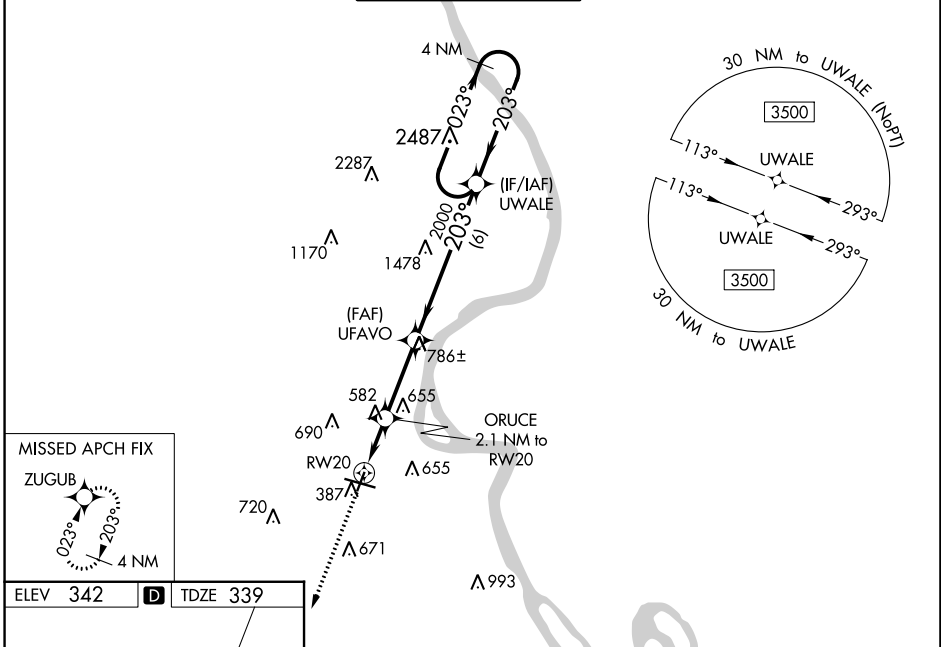 4 NM
023°
203°
2487
2287
(IF/IAF)
UWALE
2000
203°
(6)
1170
1478
(FAF)
UFAVO
786±
582
655
690
ORUCE
2.1 NM to
RW20
RW20
655
387
720
671
993
30 NM to UWALE (NoPT)
3500
113°
UWALE
293°
113°
UWALE
293°
3500
30 NM to UWALE
MISSED APCH FIX
ZUGUB
023°
203°
4 NM
ELEV 342 D TDZE 339